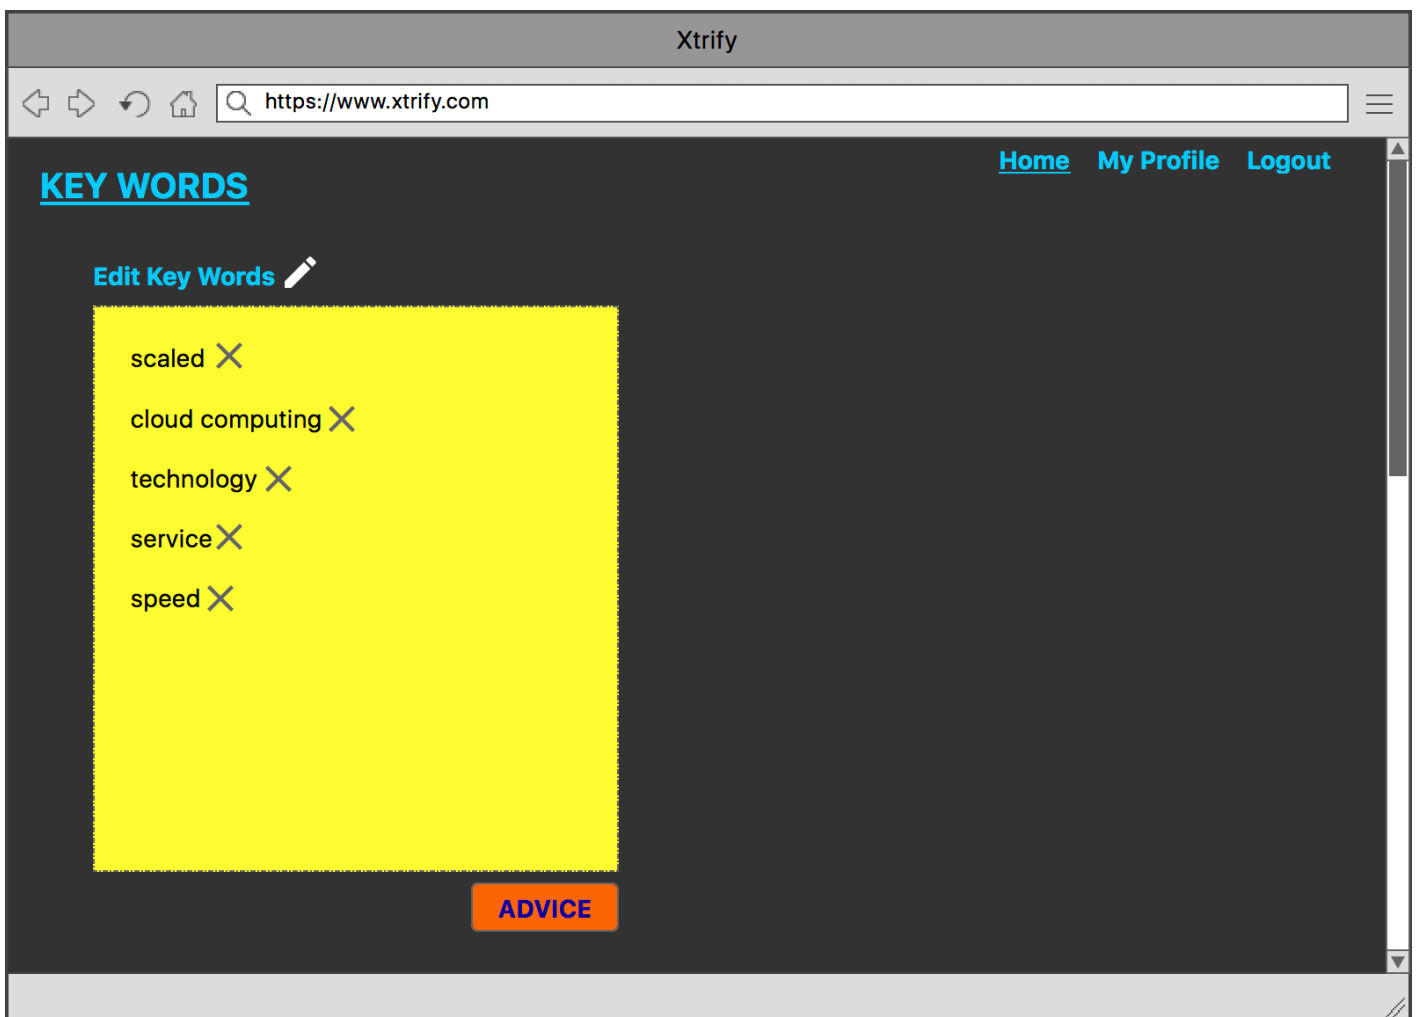 Xtrify
https://www.xtrify.com
Home My Profile Logout
KEY WORDS
Edit Key Words
scaled
cloud computing
technology
service
speed
ADVICE